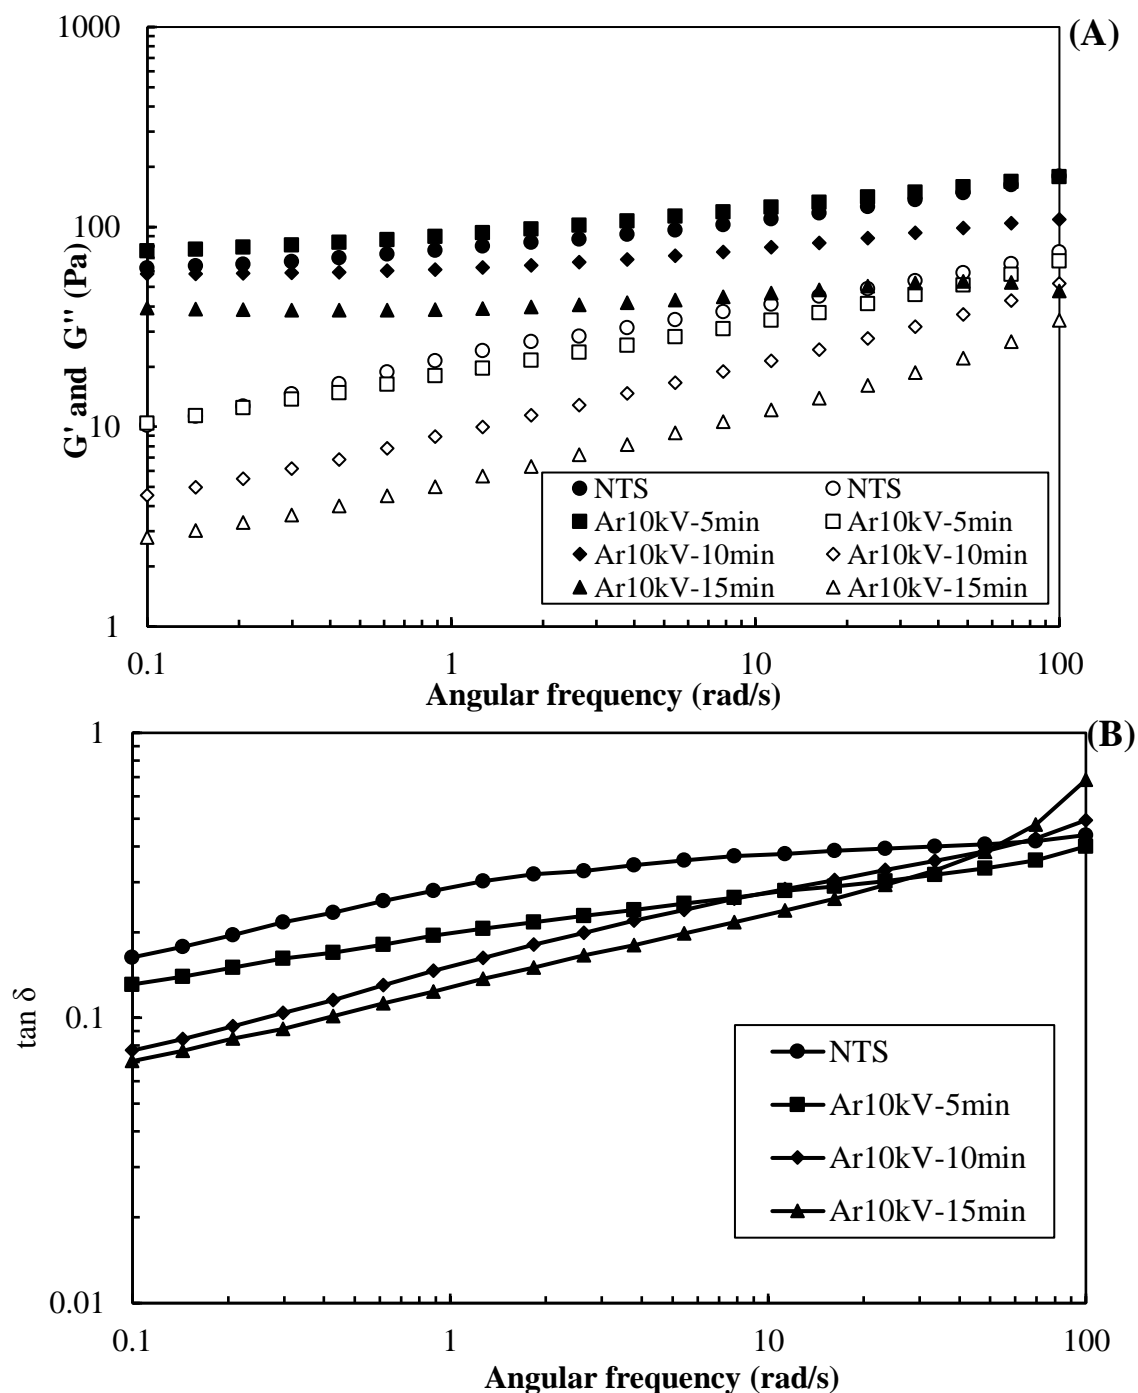 (A)
1000
100
10
1
G' and G'' (Pa)
NTS NTS
Ar10kV-5min Ar10kV-5min
Ar10kV-10min Ar10kV-10min
Ar10kV-15min Ar10kV-15min
0.1 1 10 100
Angular frequency (rad/s)
(B)
1
0.1
0.01
tan δ
NTS
Ar10kV-5min
Ar10kV-10min
Ar10kV-15min
0.1 1 10 100
Angular frequency (rad/s)